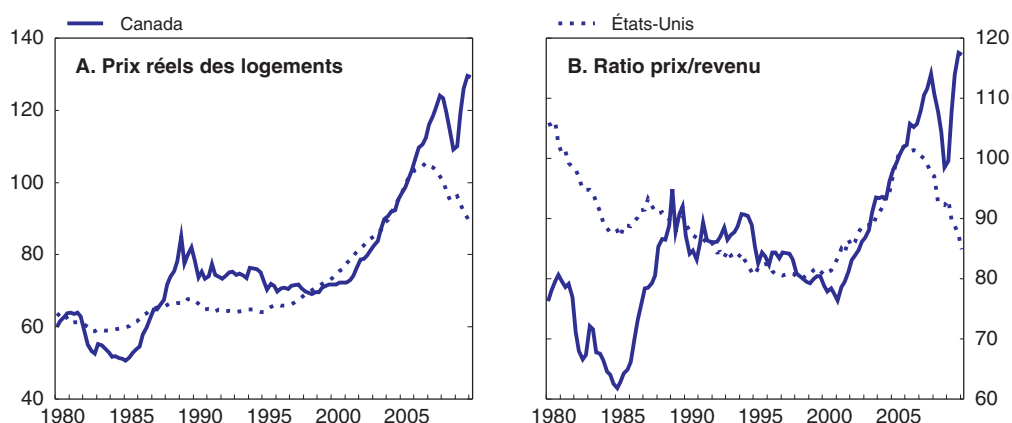 Canada
États-Unis
A. Prix réels des logements
B. Ratio prix/revenu
140
120
100
80
60
40
1980 1985 1990 1995 2000 2005
120
110
100
90
80
70
60
1980 1985 1990 1995 2000 2005